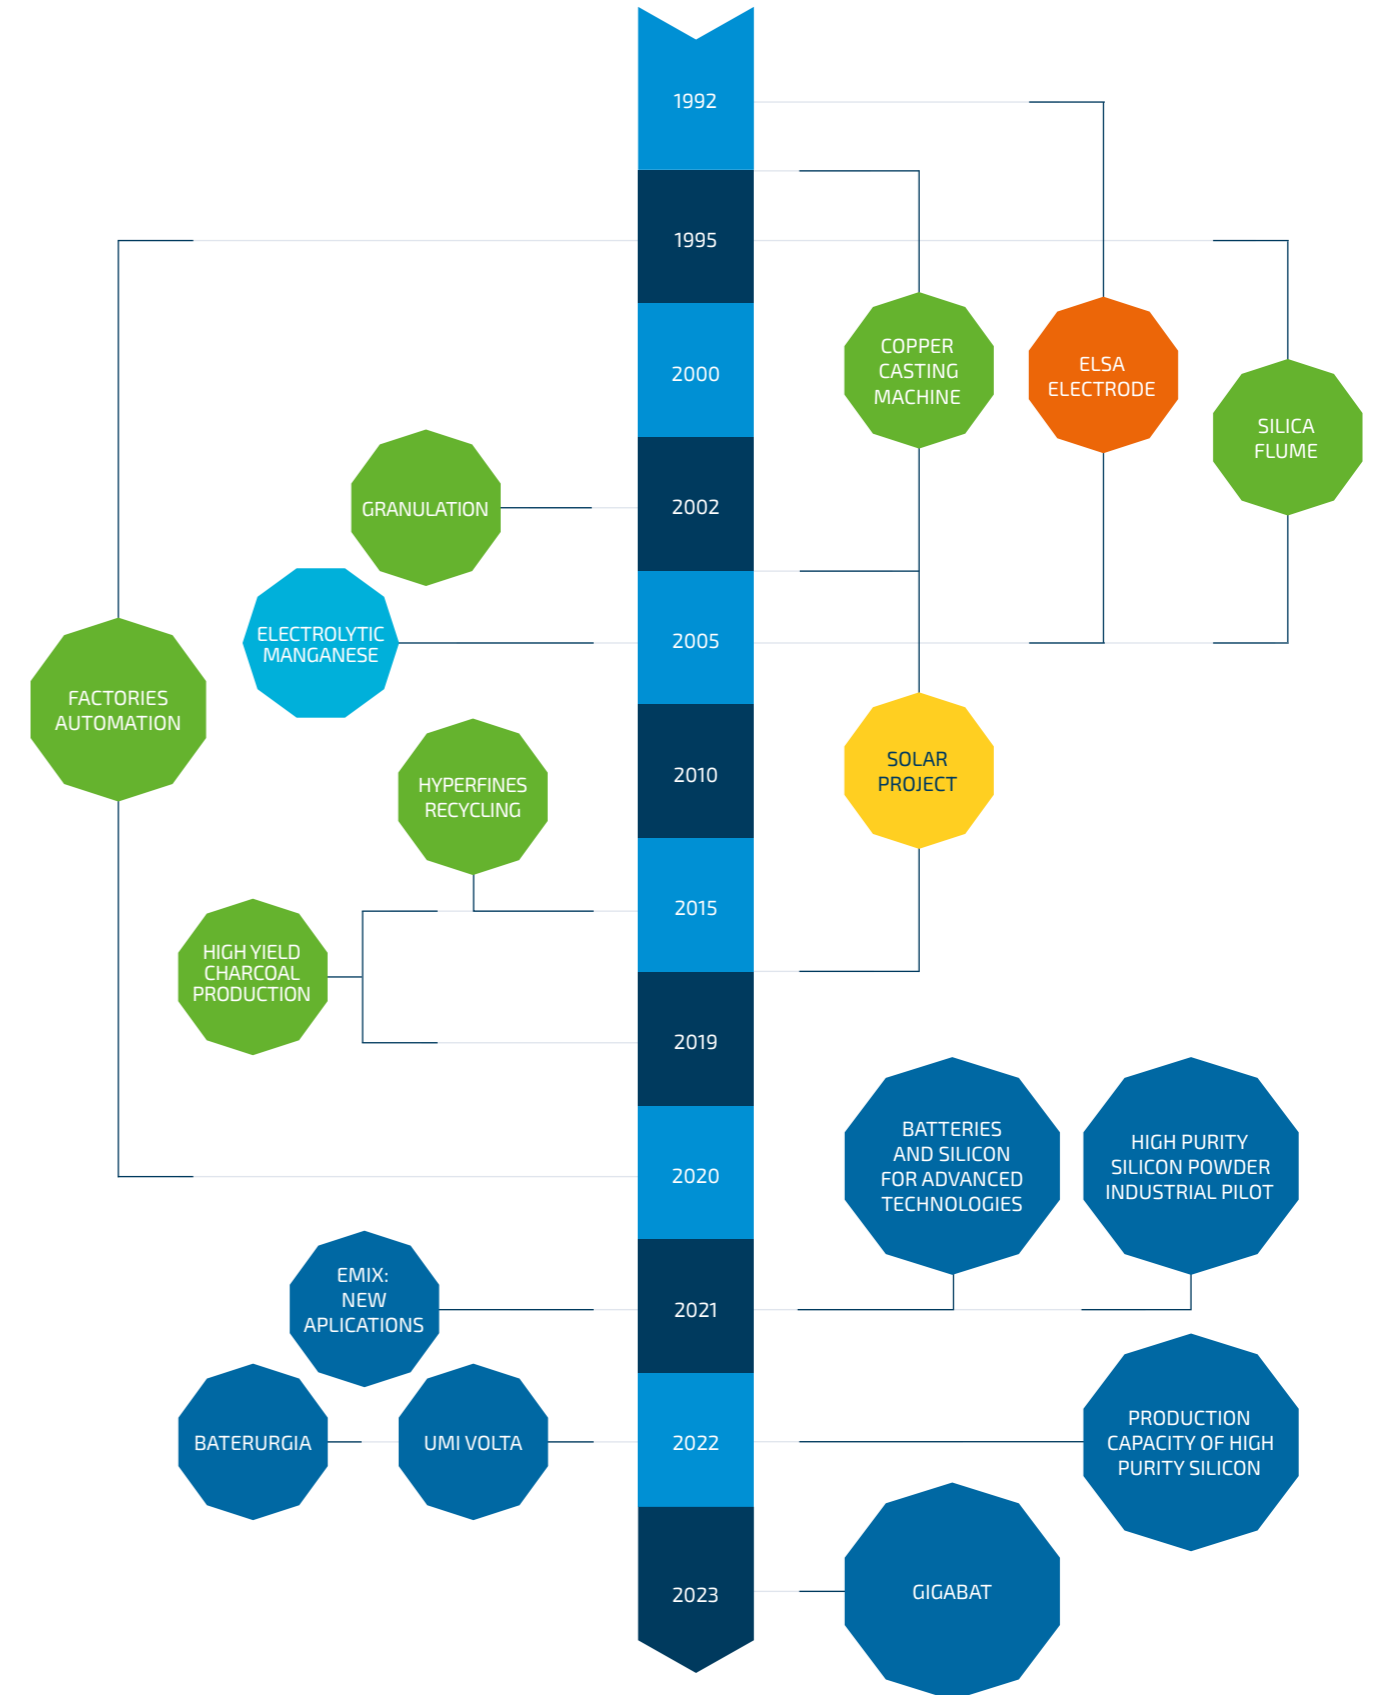 1992
1995
2000
2002
2005
2010
2015
2019
2020
2021
2022
2023
COPPER
CASTING
MACHINE
ELSA
ELECTRODE
SILICA
FLUME
GRANULATION
ELECTROLYTIC
MANGANESE
FACTORIES
AUTOMATION
SOLAR
PROJECT
HYPERFINES
RECYCLING
HIGH YIELD
CHARCOAL
PRODUCTION
BATTERIES
AND SILICON
FOR ADVANCED
TECHNOLOGIES
HIGH PURITY
SILICON POWDER
INDUSTRIAL PILOT
EMIX:
NEW
APLICATIONS
BATERURGIA
UMI VOLTA
PRODUCTION
CAPACITY OF HIGH
PURITY SILICON
GIGABAT